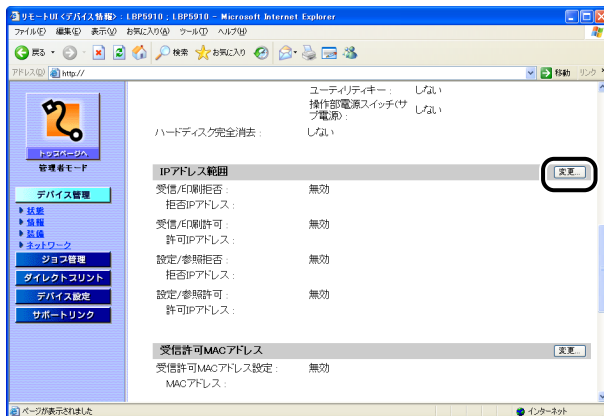 リモートUI <デバイス情報> : LBP5910 ; LBP5910 - Microsoft Internet Explorer
ファイル(F) 編集(E) 表示(V) お気に入り(A) ツール(T) ヘルプ(H)
戻る 検索 お気に入り
アドレス(D) http:// 移動 リンク
トップページへ
管理者モード
デバイス管理
状態
情報
装備
ネットワーク
ジョブ管理
ダイレクトプリント
デバイス設定
サポートリンク
ユーティリティキー : しない
操作部電源スイッチ(サブ電源) : しない
ハードディスク完全消去 : しない
IPアドレス範囲 変更...
受信/印刷拒否 : 無効
拒否IPアドレス :
受信/印刷許可 : 無効
許可IPアドレス :
設定/参照拒否 : 無効
拒否IPアドレス :
設定/参照許可 : 無効
許可IPアドレス :
受信許可MACアドレス 変更...
受信許可MACアドレス設定 : 無効
MACアドレス :
ページが表示されました インターネット